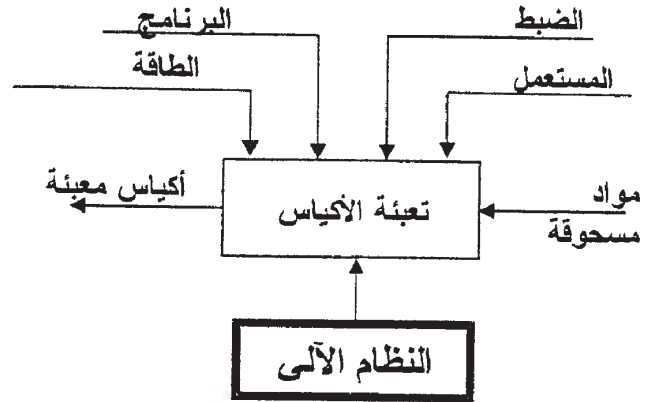 البرنامج
الضبط
الطاقة
المستعمل
أكياس معبئة
تعبئة الأكياس
مواد
مسحوقة
النظام الآلى